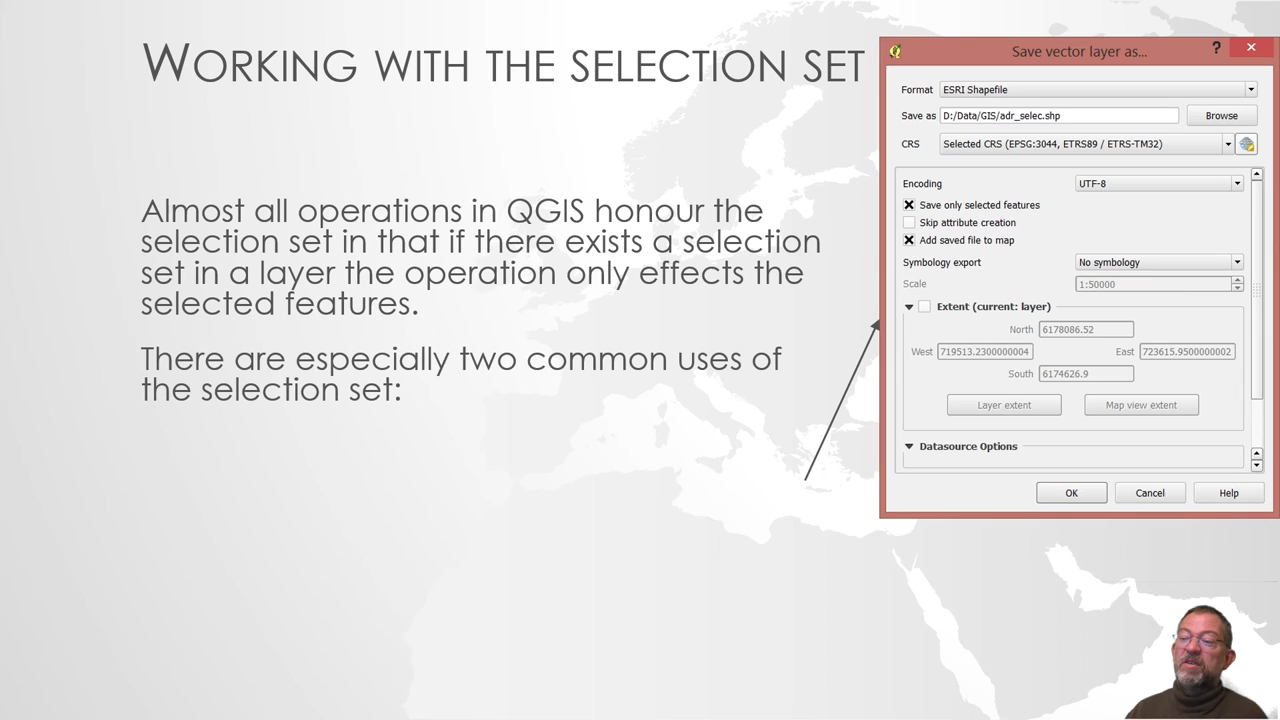 WORKING WITH THE SELECTION SET
Almost all operations in QGIS honour the
selection set in that if there exists a selection
set in a layer the operation only effects the
selected features.
There are especially two common uses of
the selection set:
Save vector layer as...
?
Format ESRI Shapefile
Save as D:/Data/GIS/adr_selec.shp Browse
CRS Selected CRS (EPSG:3044, ETRS89 / ETRS-TM32)
Encoding UTF-8
Save only selected features
Skip attribute creation
Add saved file to map
Symbology export No symbology
Scale 1:50000
Extent (current: layer)
North 6178086.52
West 719513.2300000004 East 723615.9500000002
South 6174626.9
Layer extent Map view extent
Datasource Options
OK Cancel Help